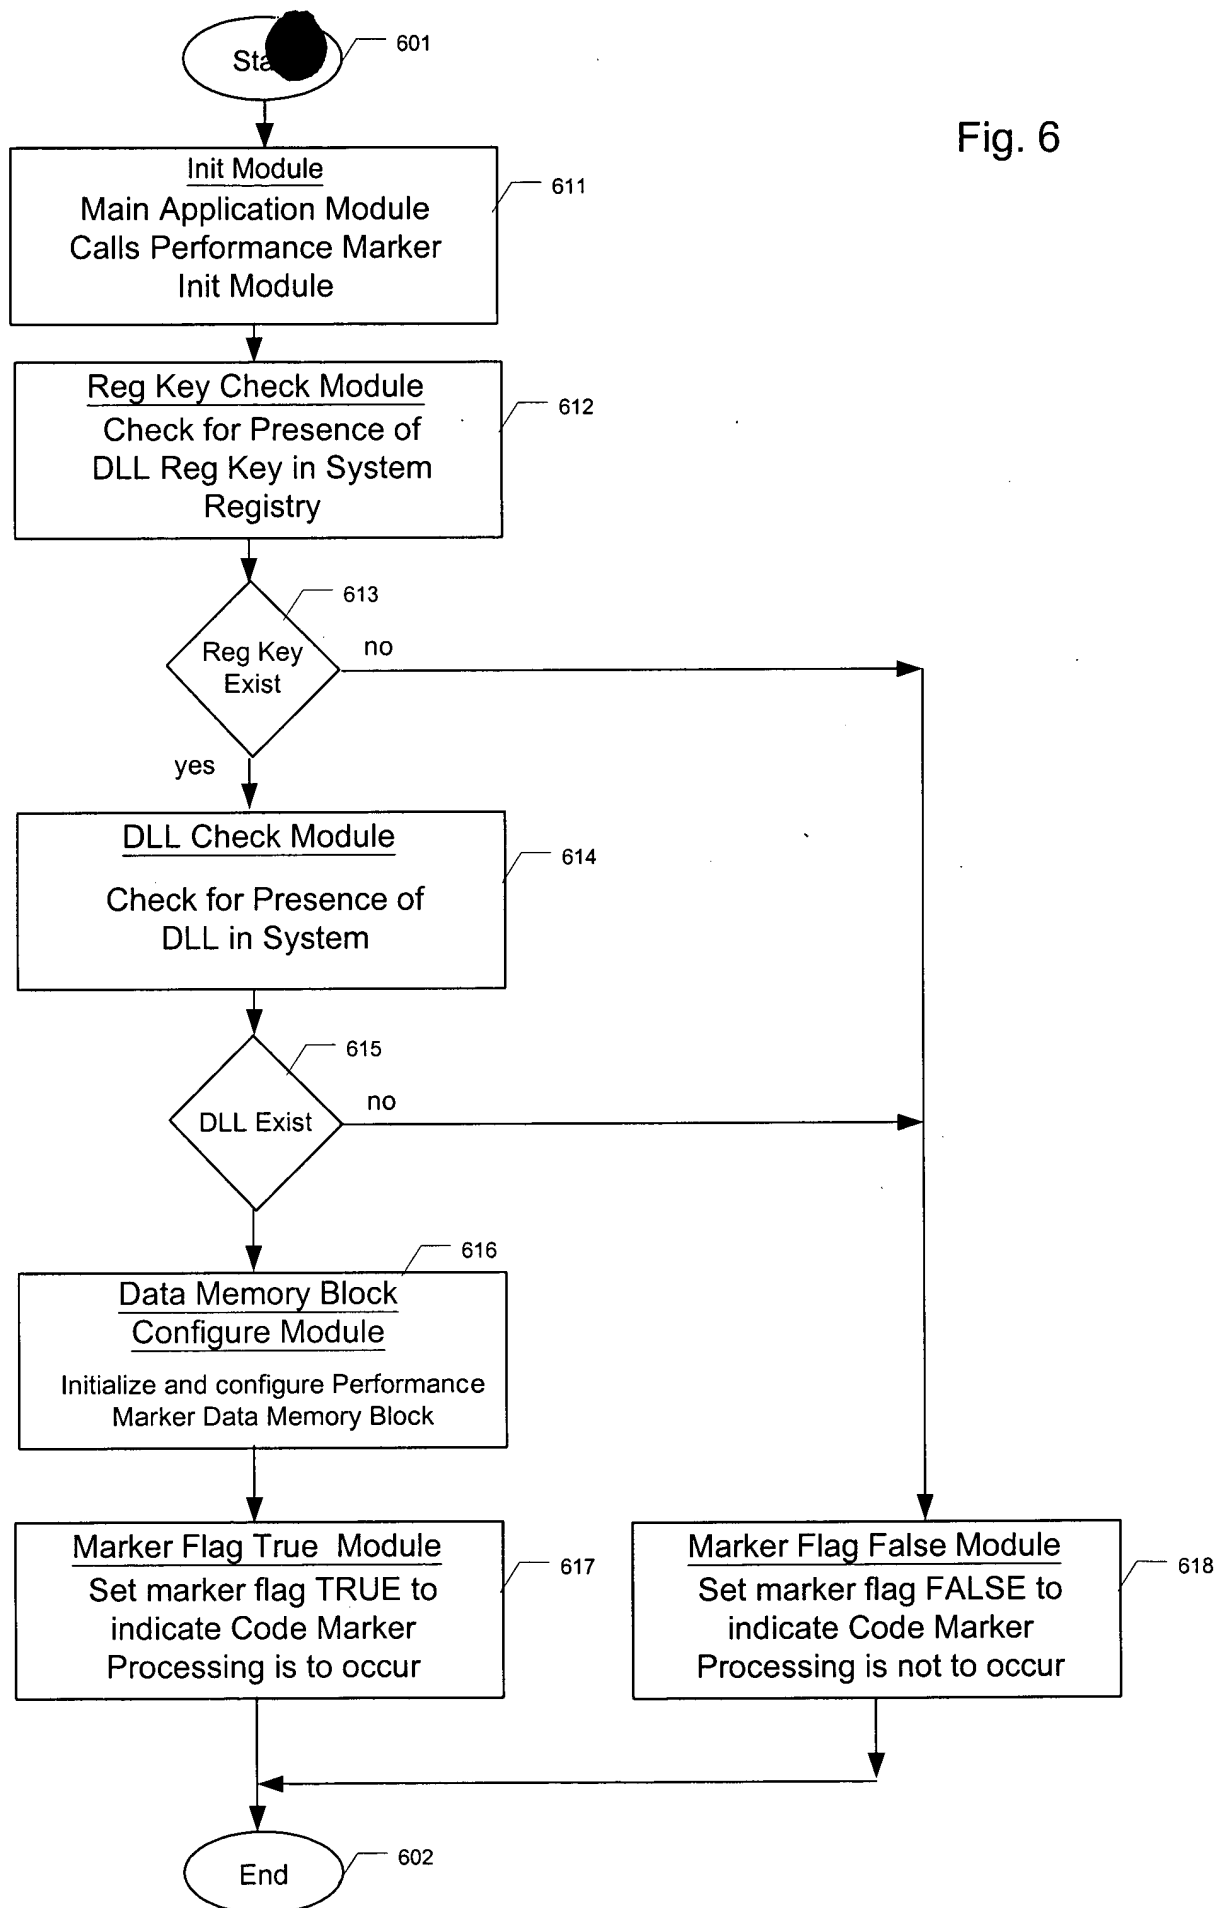 601
Fig. 6
Init Module
Main Application Module
Calls Performance Marker
Init Module
611
Reg Key Check Module
Check for Presence of
DLL Reg Key in System
Registry
612
613
Reg Key
Exist
no
yes
DLL Check Module
Check for Presence of
DLL in System
614
615
DLL Exist
no
616
Data Memory Block
Configure Module
Initialize and configure Performance
Marker Data Memory Block
Marker Flag True Module
Set marker flag TRUE to
indicate Code Marker
Processing is to occur
617
Marker Flag False Module
Set marker flag FALSE to
indicate Code Marker
Processing is not to occur
618
End
602